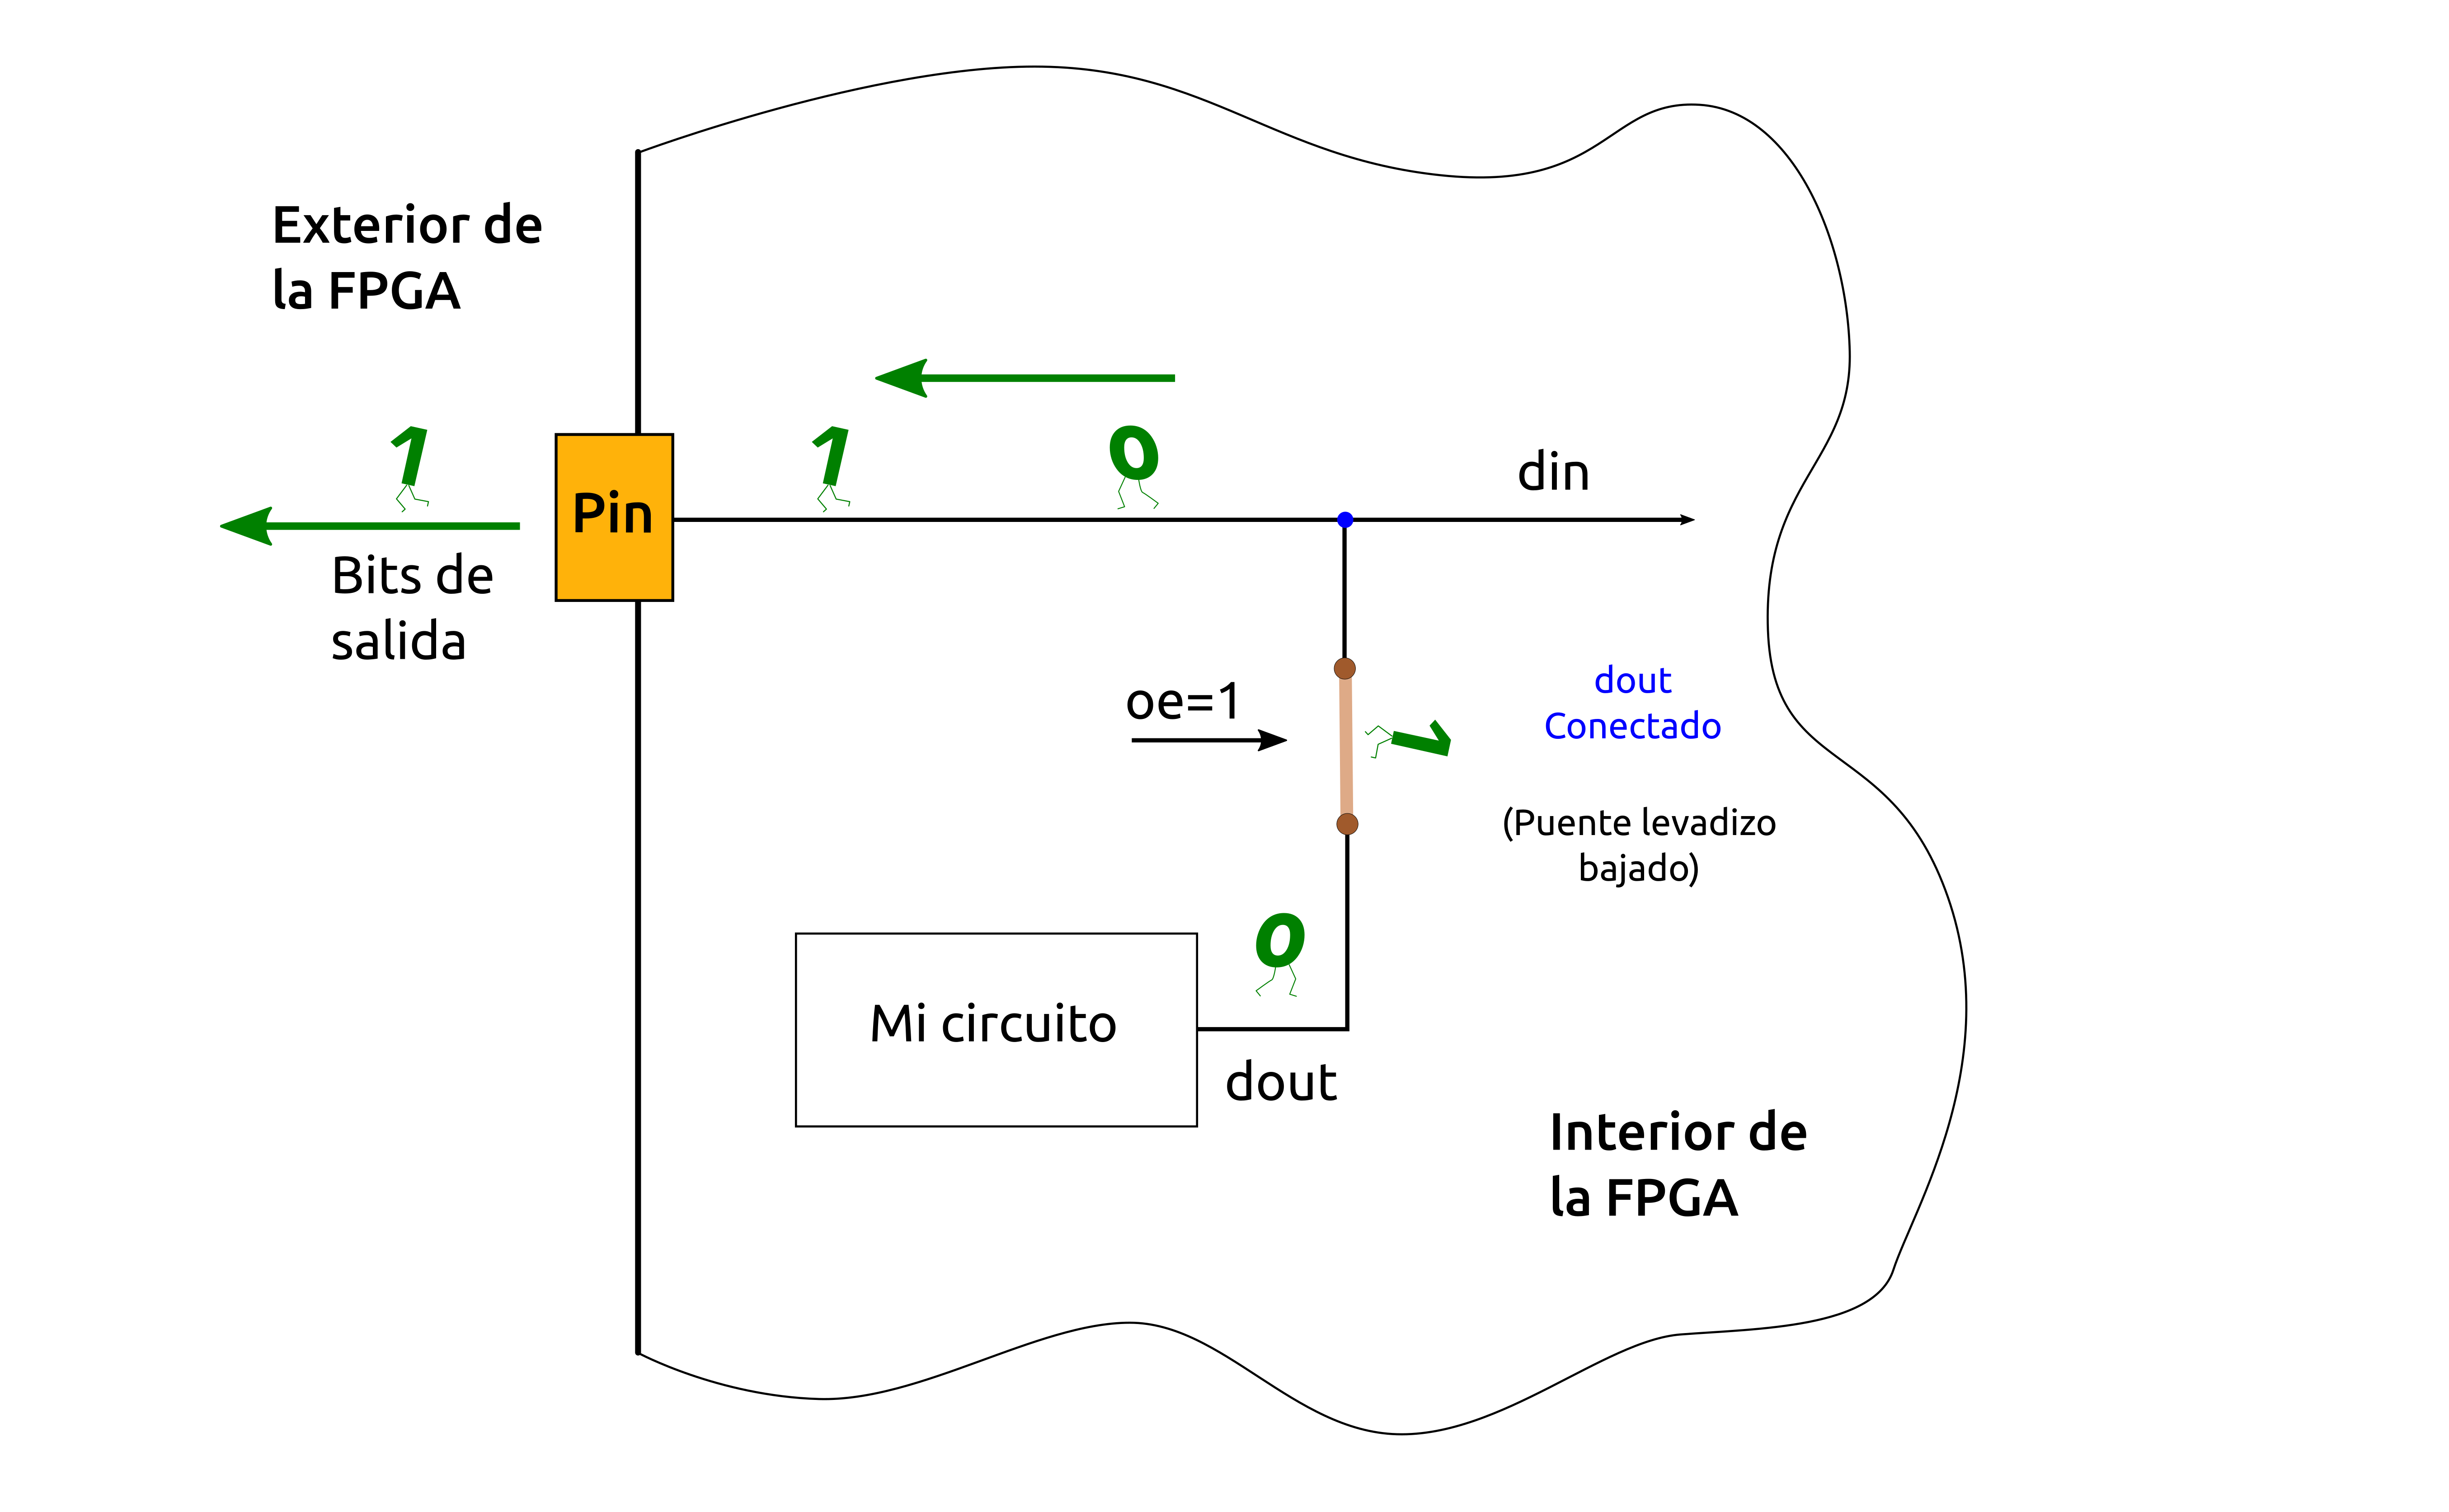 Exterior de
la FPGA
1
1
0
din
Pin
Bits de
salida
oe=1
1
dout
Conectado
(Puente levadizo
bajado)
0
Mi circuito
dout
Interior de
la FPGA